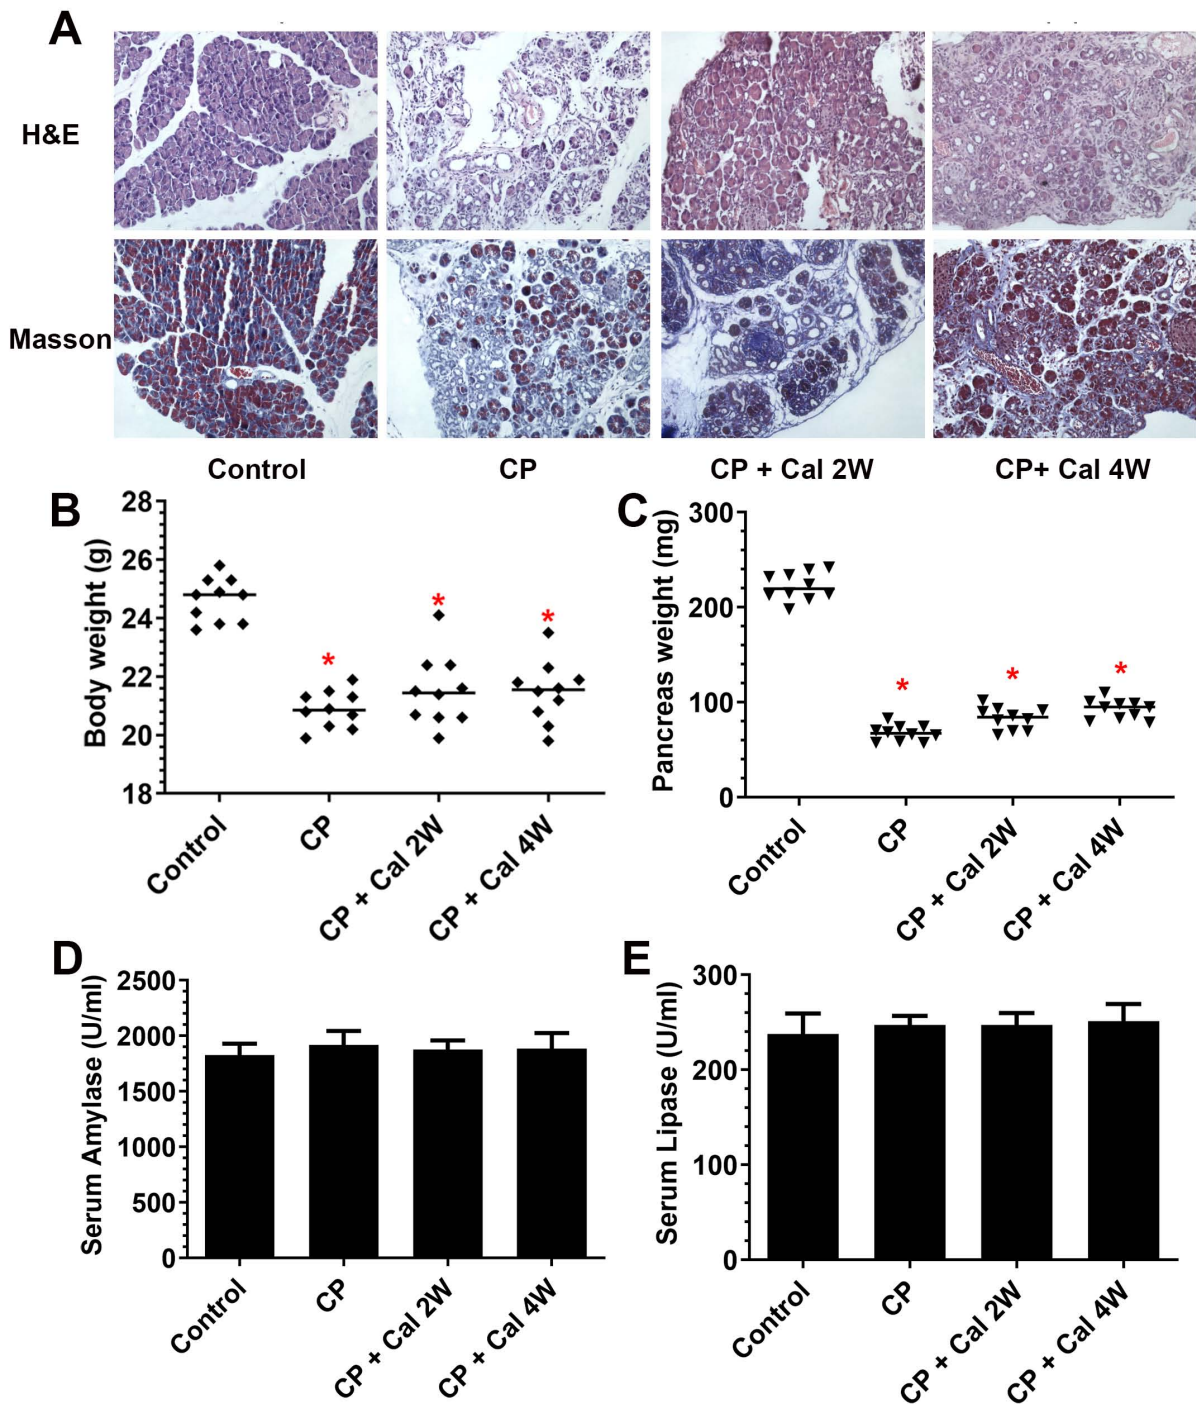 A
H&E
Masson
Control CP CP + Cal 2W CP+ Cal 4W
B
Body weight (g)
28
26
24
22
20
18
*
*
*
Control
CP
CP + Cal 2W
CP + Cal 4W
C
Pancreas weight (mg)
300
200
100
0
*
*
*
Control
CP
CP + Cal 2W
CP + Cal 4W
D
Serum Amylase (U/ml)
2500
2000
1500
1000
500
0
Control
CP
CP + Cal 2W
CP + Cal 4W
E
Serum Lipase (U/ml)
300
200
100
0
Control
CP
CP + Cal 2W
CP + Cal 4W